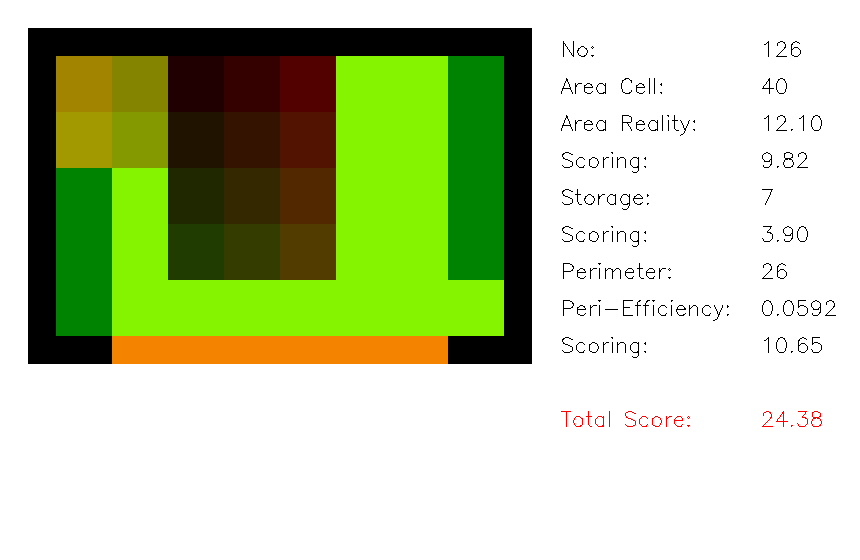 No: 126
Area Cell: 40
Area Reality: 12.10
Scoring: 9.82
Storage: 7
Scoring: 3.90
Perimeter: 26
Peri-Efficiency: 0.0592
Scoring: 10.65
Total Score: 24.38